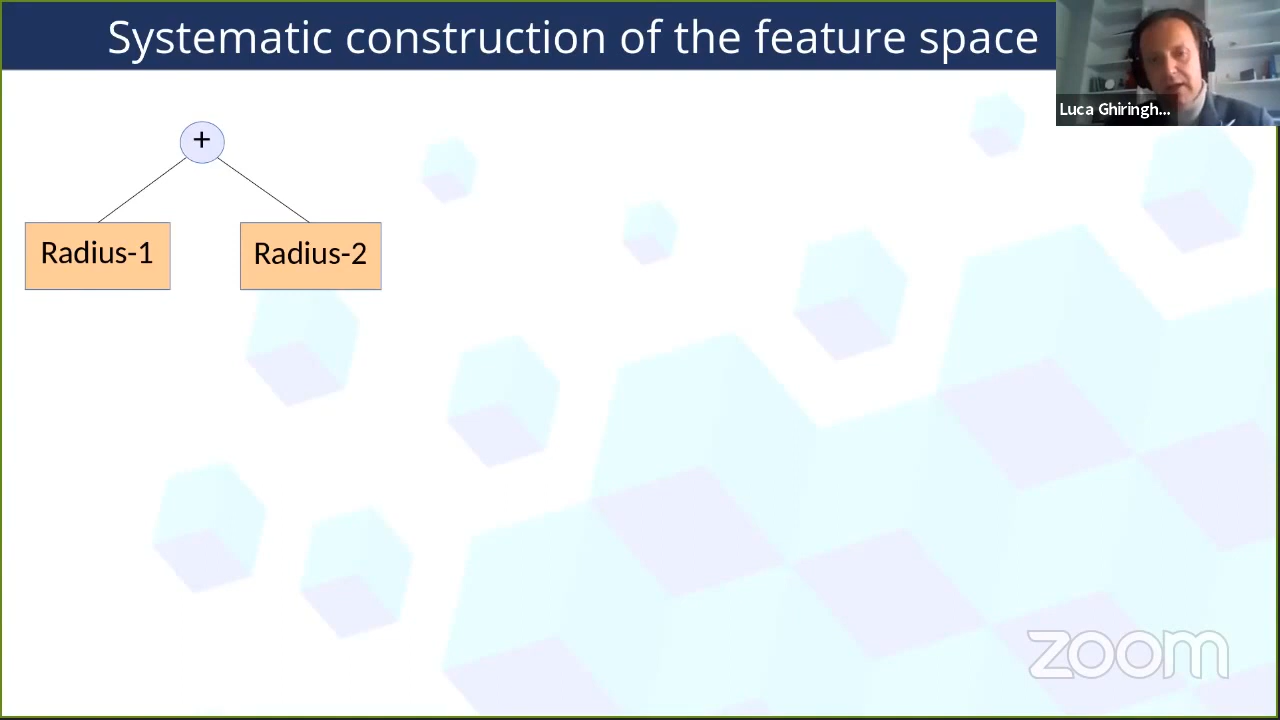 Systematic construction of the feature space
Luca Ghiringh...
+
Radius-1
Radius-2
zoom